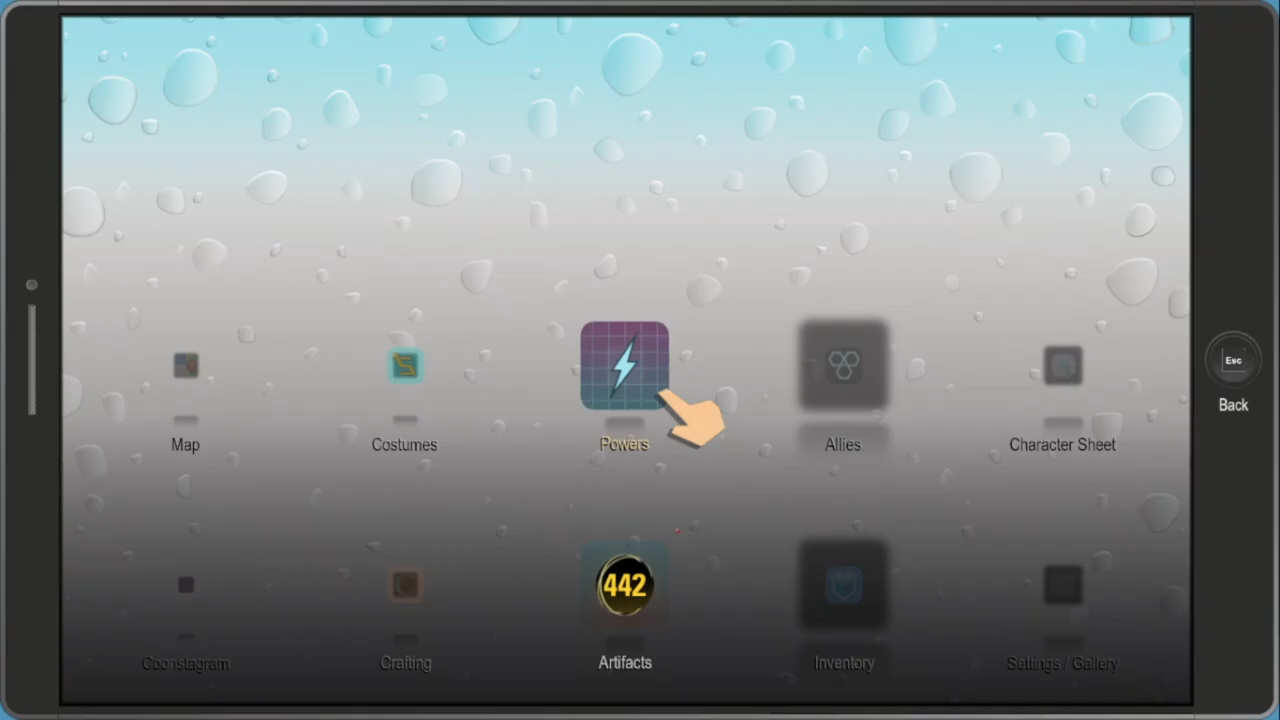 Esc
Back
Map
Costumes
Powers
Allies
Character Sheet
442
Coonstagram
Crafting
Artifacts
Inventory
Settings / Gallery